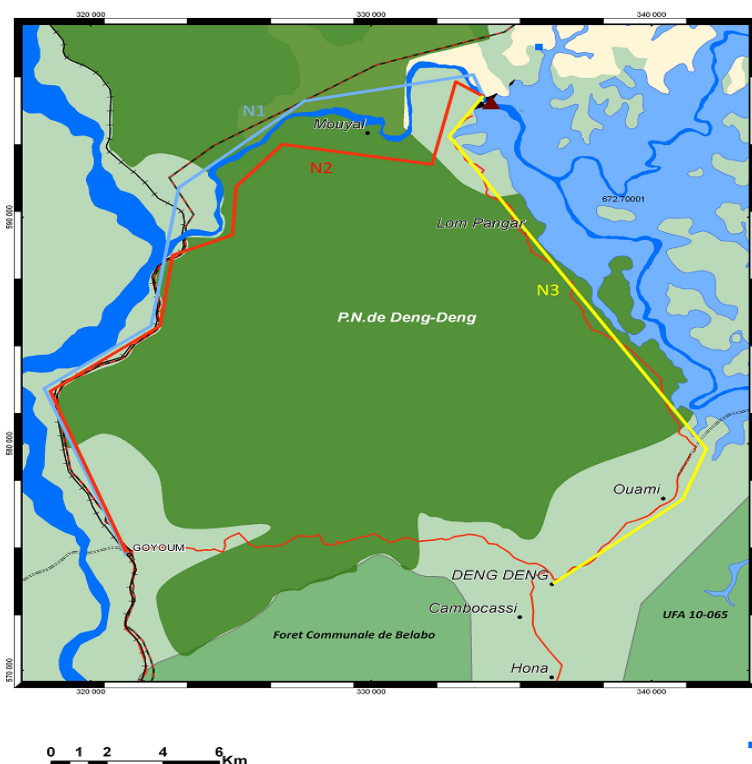 320 000 330 000 340 000
N1
Mouyal
N2
590 000
672.70001
Lom Pangar
N3
P.N.de Deng-Deng
580 000
Ouami
GOYOUM
DENG DENG
Cambocassi
UFA 10-065
Foret Communale de Belabo
Hona
570 000
320 000 330 000 340 000
0 1 2 4 6
Km